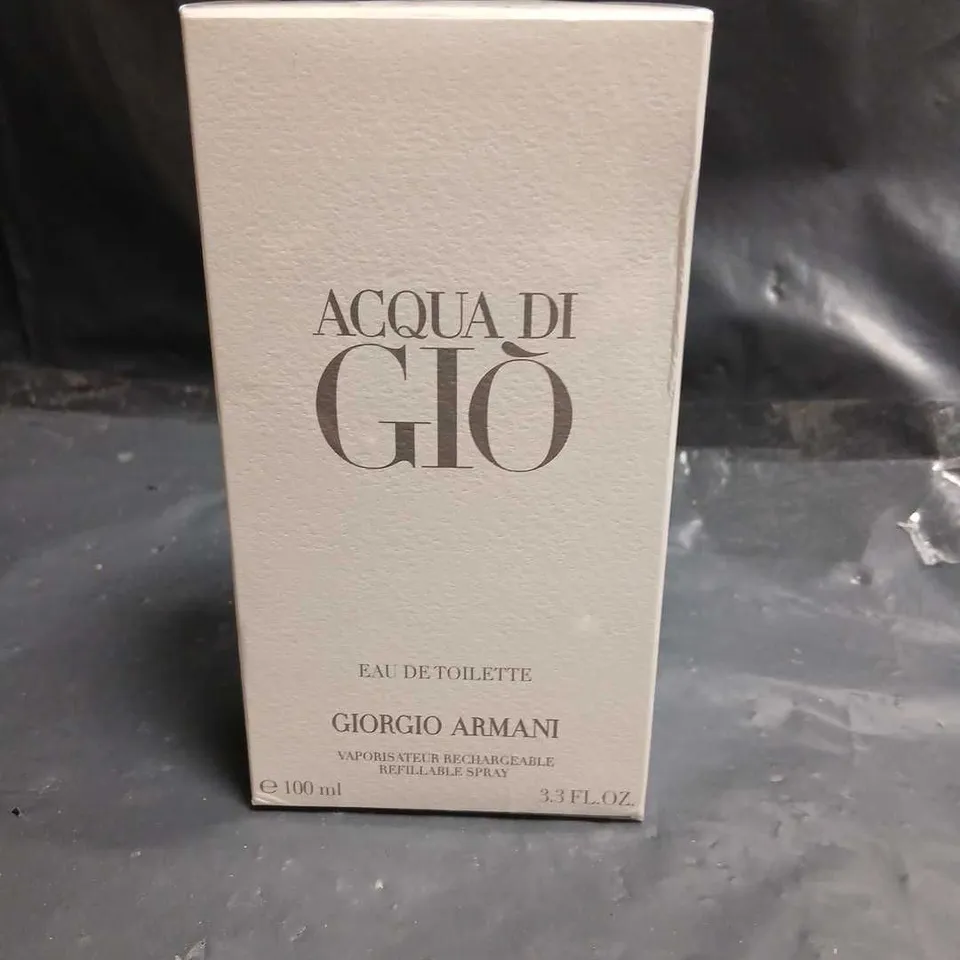 ACQUA DI
GIÒ
EAU DE TOILETTE
GIORGIO ARMANI
VAPORISATEUR RECHARGEABLE
REFILLABLE SPRAY
℮ 100 ml 3.3 FL.OZ.